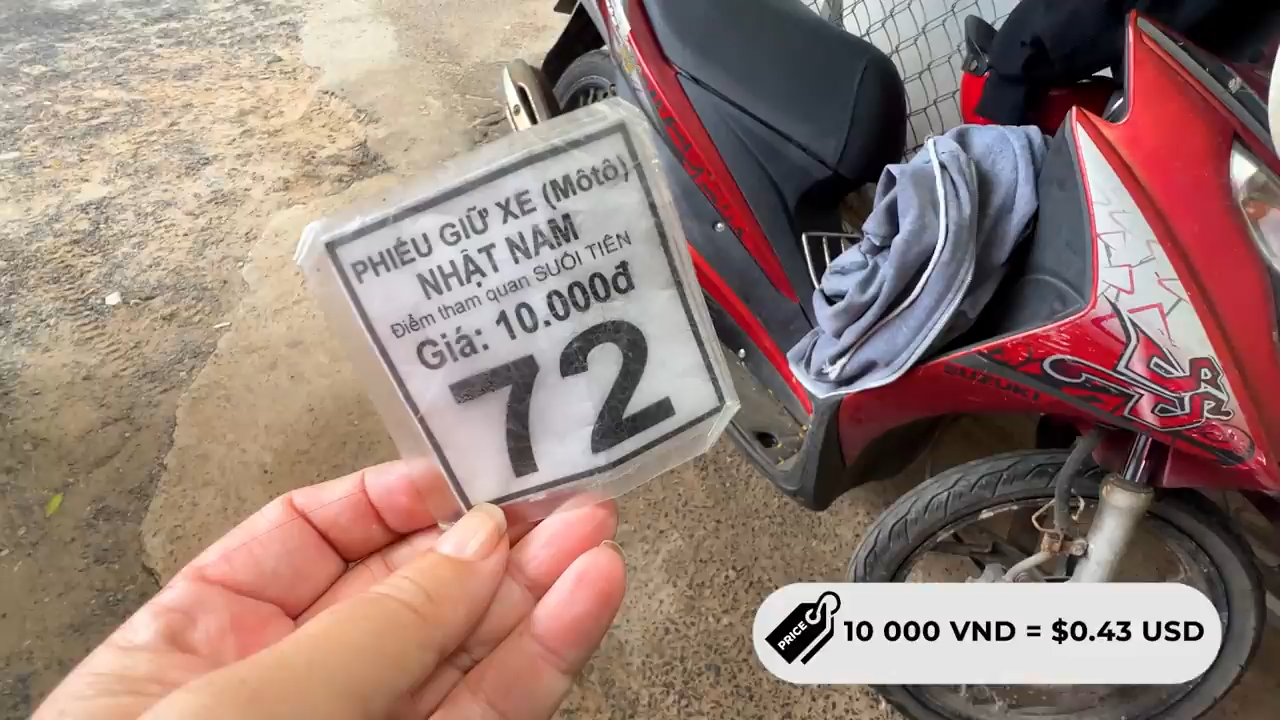 PHIẾU GIỮ XE (Môtô)
NHẬT NAM
Điểm tham quan SUỐI TIÊN
Giá: 10.000đ
72
SUZUKI
PRICE
10 000 VND = $0.43 USD